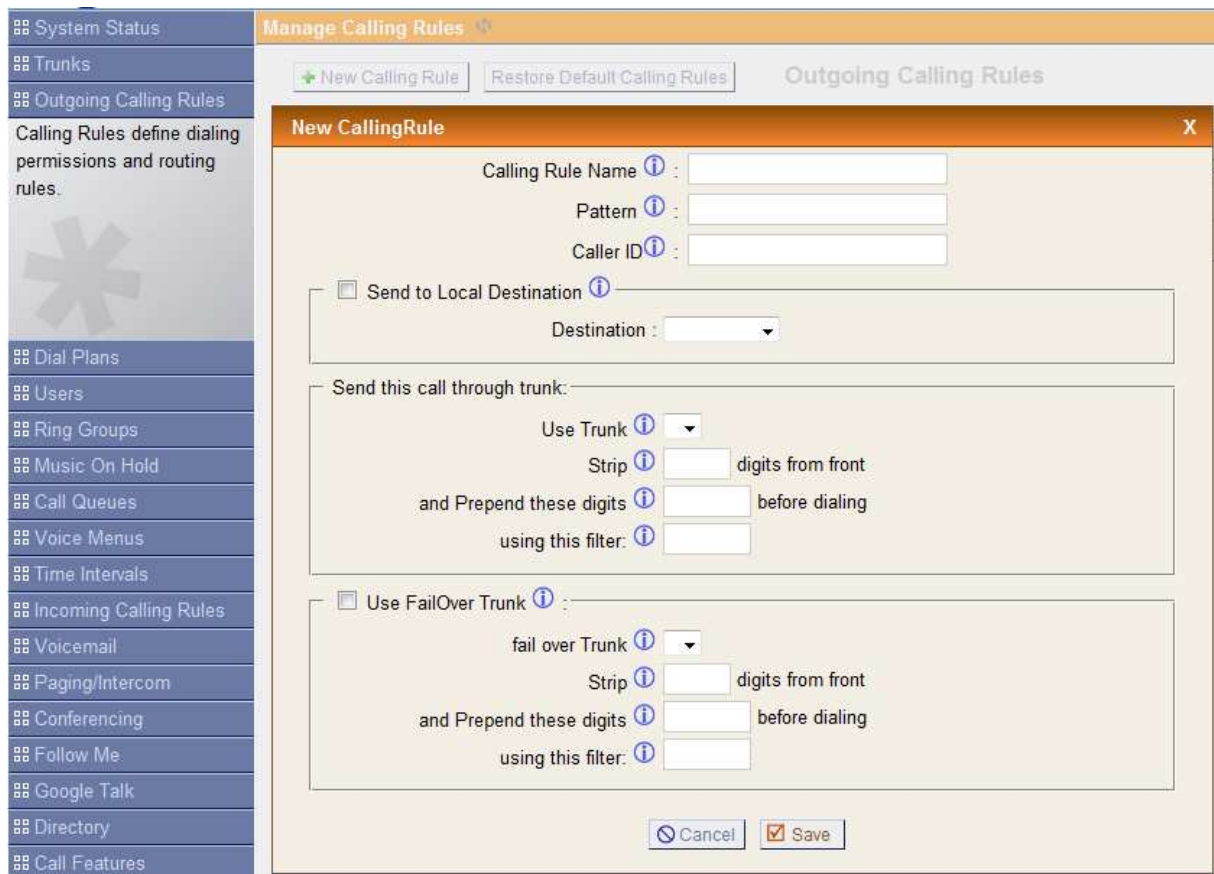 System Status
Trunks
Outgoing Calling Rules
Calling Rules define dialing
permissions and routing
rules.
Dial Plans
Users
Ring Groups
Music On Hold
Call Queues
Voice Menus
Time Intervals
Incoming Calling Rules
Voicemail
Paging/Intercom
Conferencing
Follow Me
Google Talk
Directory
Call Features
Manage Calling Rules
New Calling Rule Restore Default Calling Rules Outgoing Calling Rules
New CallingRule X
Calling Rule Name :
Pattern :
Caller ID :
Send to Local Destination
Destination :
Send this call through trunk:
Use Trunk
Strip digits from front
and Prepend these digits before dialing
using this filter:
Use FailOver Trunk :
fail over Trunk
Strip digits from front
and Prepend these digits before dialing
using this filter:
Cancel Save